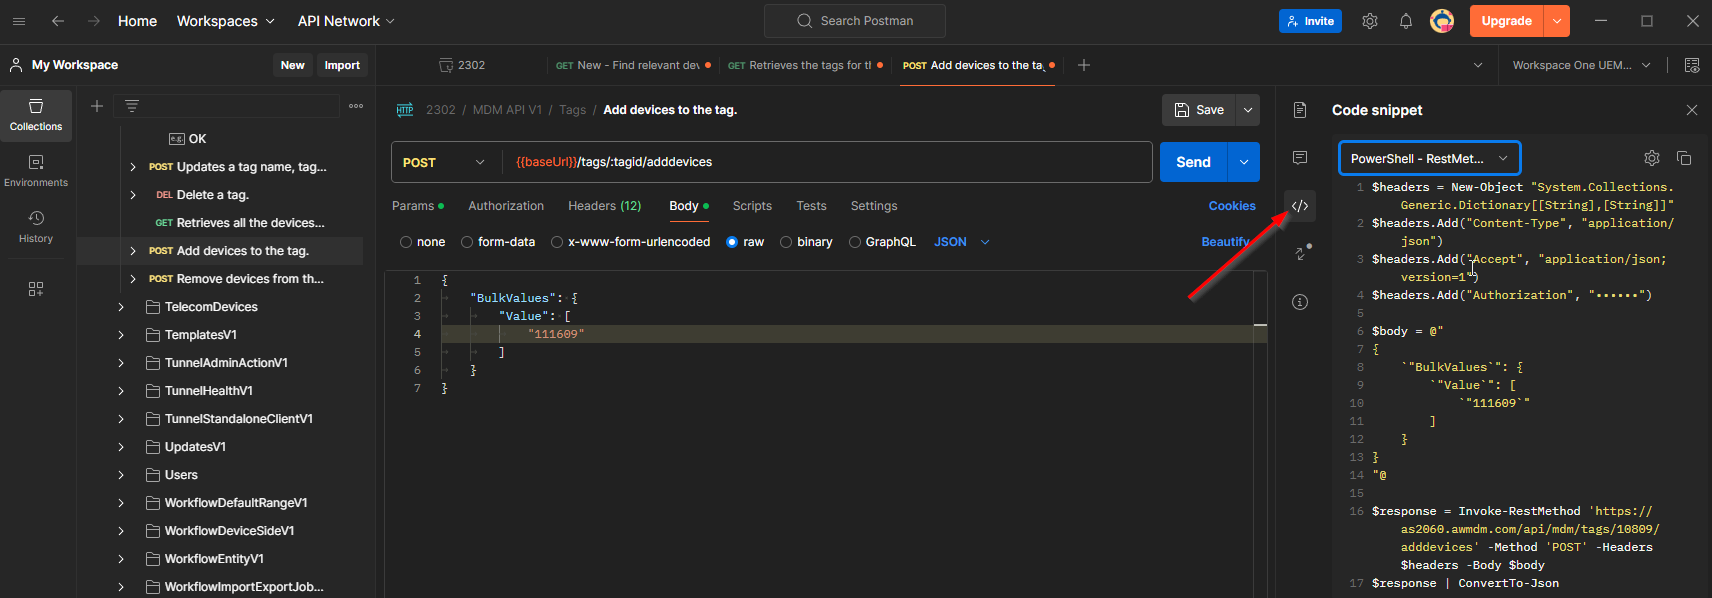 Home
Workspaces
API Network
Search Postman
Invite
Upgrade
My Workspace
New
Import
2302
GET New - Find relevant de
GET Retrieves the tags for t
POST Add devices to the ta
Workspace One UEM...
Collections
Environments
History
e.g. OK
POST Updates a tag name, tag...
DEL Delete a tag.
GET Retrieves all the devices...
POST Add devices to the tag.
POST Remove devices from th...
TelecomDevices
TemplatesV1
TunnelAdminActionV1
TunnelHealthV1
TunnelStandaloneClientV1
UpdatesV1
Users
WorkflowDefaultRangeV1
WorkflowDeviceSideV1
WorkflowEntityV1
WorkflowImportExportJob...
HTTP 2302 / MDM API V1 / Tags / Add devices to the tag.
Save
POST
{{baseUrl}}/tags/:tagid/adddevices
Send
Params
Authorization
Headers (12)
Body
Scripts
Tests
Settings
Cookies
none
form-data
x-www-form-urlencoded
raw
binary
GraphQL
JSON
Beautify
1 {
2 "BulkValues": {
3 "Value": [
4 "111609"
5 ]
6 }
7 }
Code snippet
PowerShell - RestMet...
1 $headers = New-Object "System.Collections.
Generic.Dictionary[[String],[String]]"
2 $headers.Add("Content-Type", "application/
json")
3 $headers.Add("Accept", "application/json;
version=1")
4 $headers.Add("Authorization", "••••••")
5
6 $body = @"
7 {
8 `"BulkValues`": {
9 `"Value`": [
10 `"111609`"
11 ]
12 }
13 }
14 "@
15
16 $response = Invoke-RestMethod 'https://
as2060.awmdm.com/api/mdm/tags/10809/
adddevices' -Method 'POST' -Headers
$headers -Body $body
17 $response | ConvertTo-Json